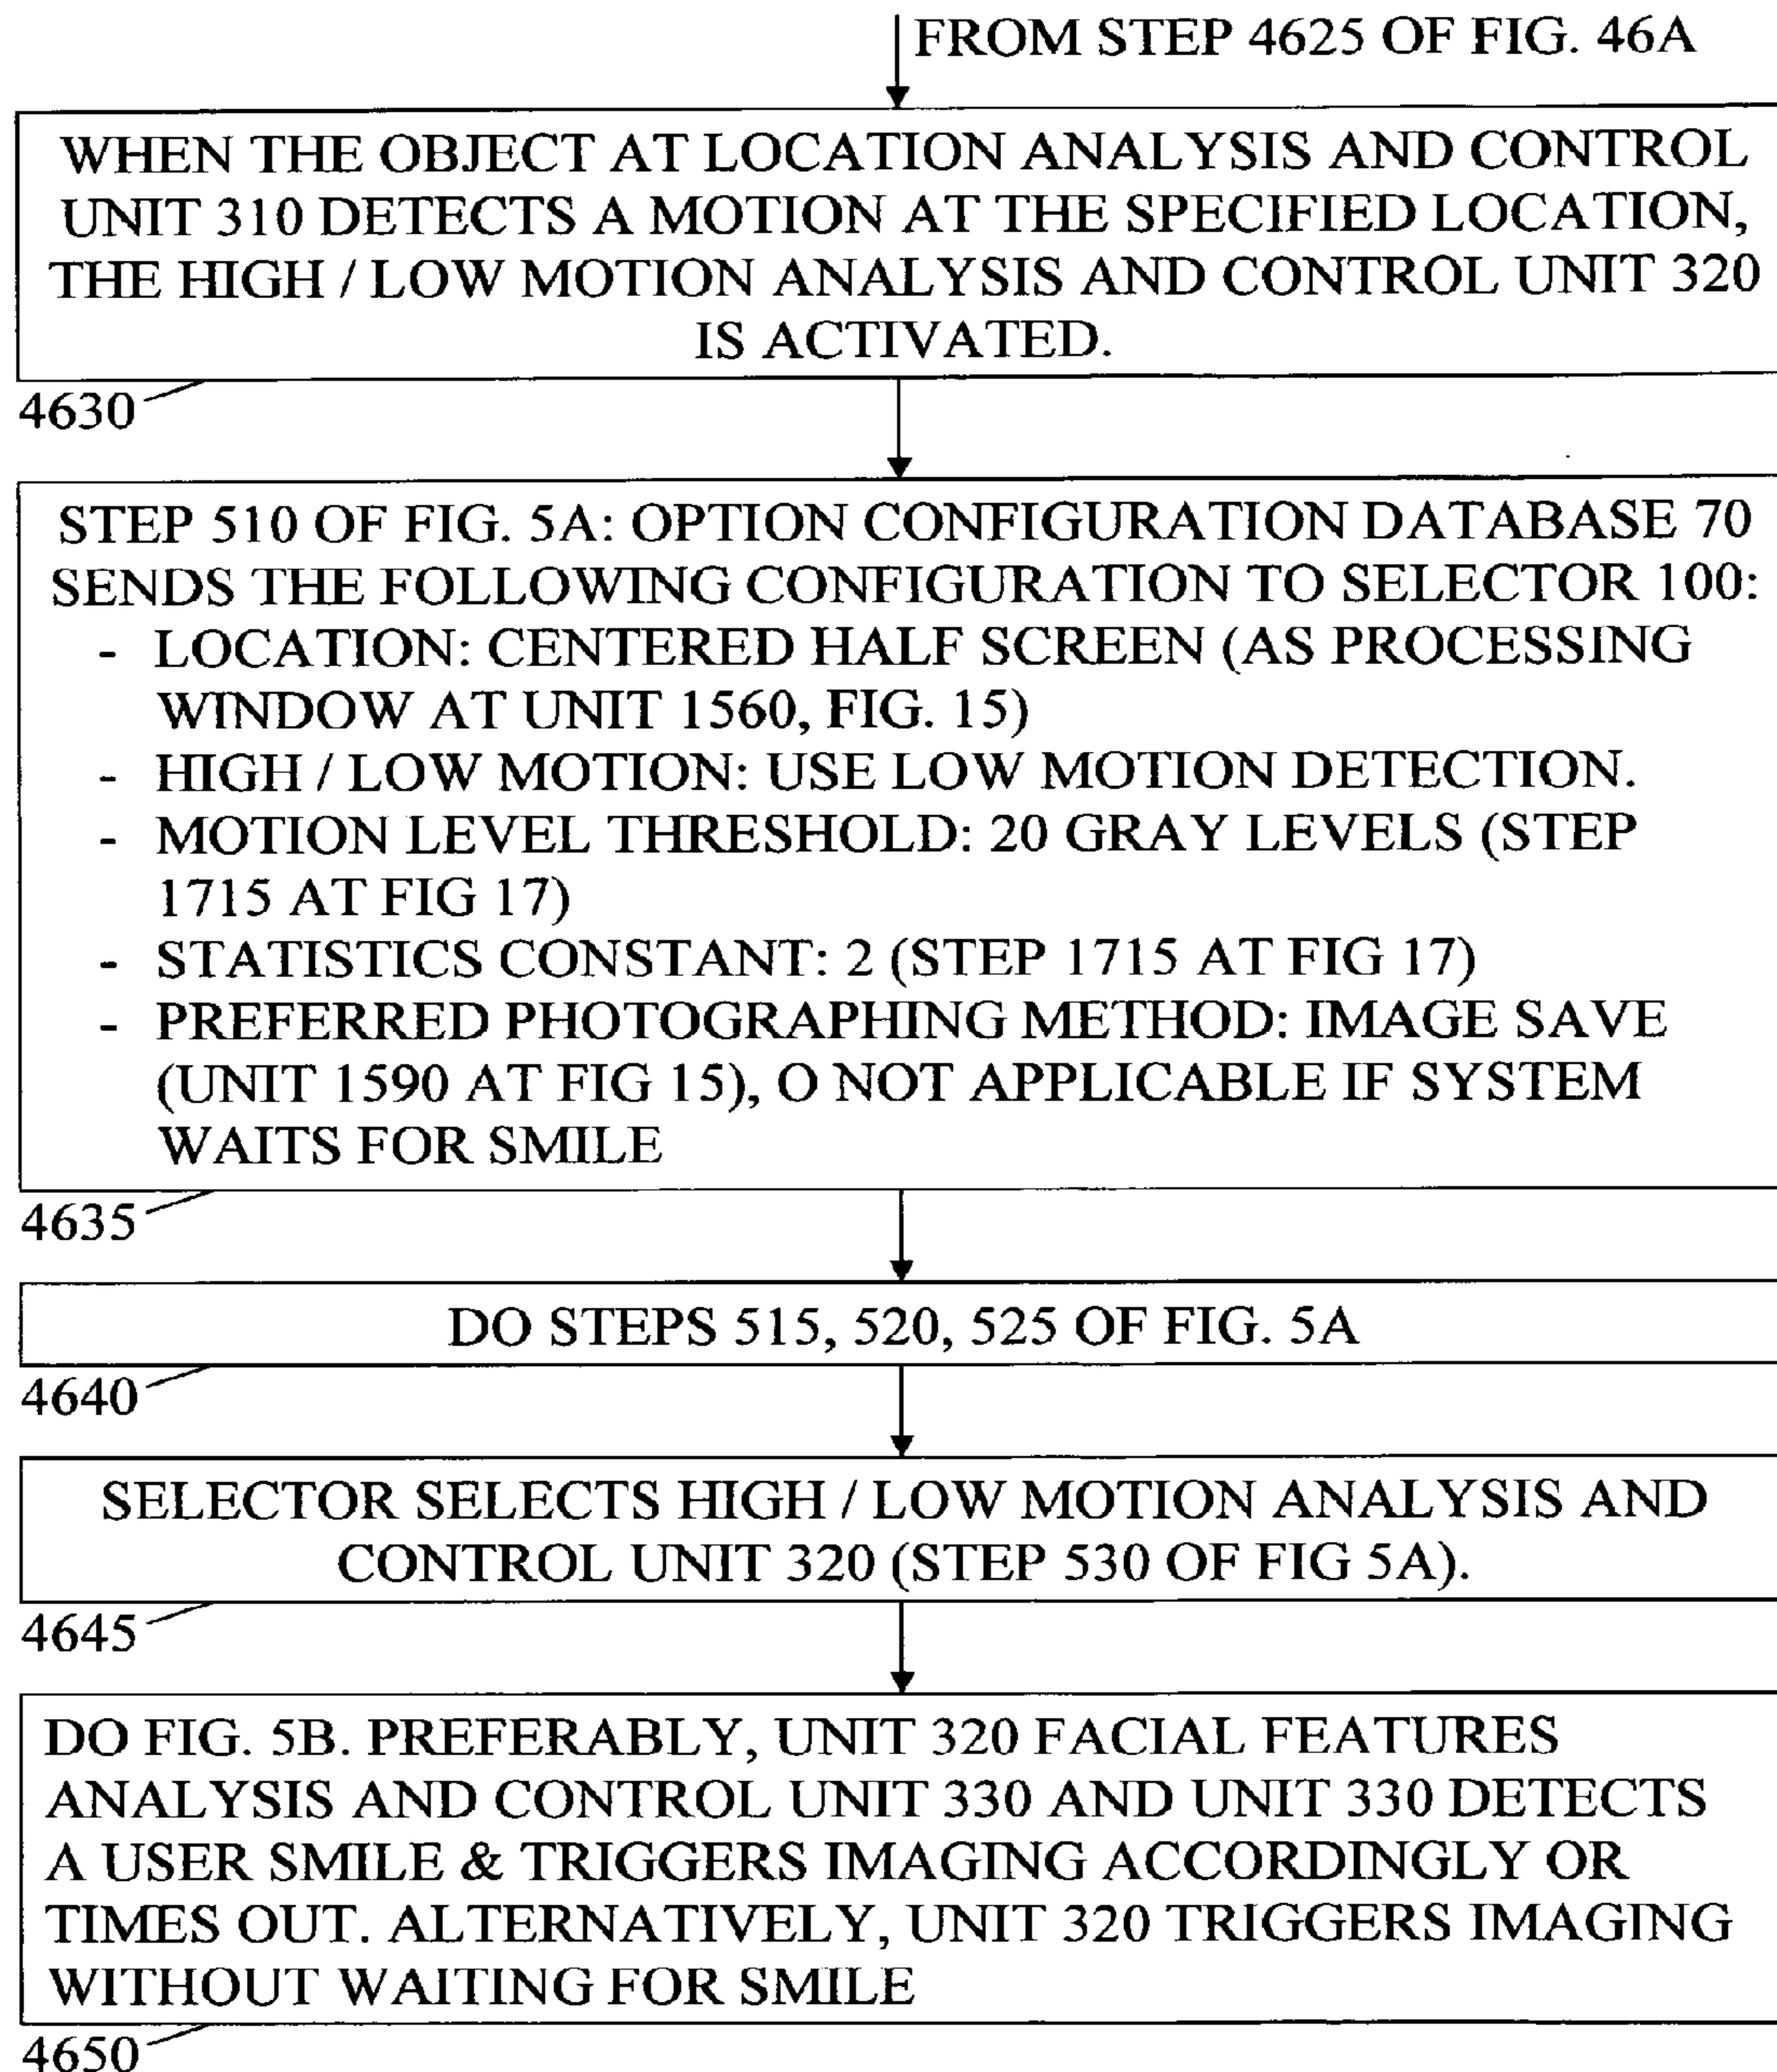 FROM STEP 4625 OF FIG. 46A
WHEN THE OBJECT AT LOCATION ANALYSIS AND CONTROL
UNIT 310 DETECTS A MOTION AT THE SPECIFIED LOCATION,
THE HIGH / LOW MOTION ANALYSIS AND CONTROL UNIT 320
IS ACTIVATED.
4630
STEP 510 OF FIG. 5A: OPTION CONFIGURATION DATABASE 70
SENDS THE FOLLOWING CONFIGURATION TO SELECTOR 100:
- LOCATION: CENTERED HALF SCREEN (AS PROCESSING
WINDOW AT UNIT 1560, FIG. 15)
- HIGH / LOW MOTION: USE LOW MOTION DETECTION.
- MOTION LEVEL THRESHOLD: 20 GRAY LEVELS (STEP
1715 AT FIG 17)
- STATISTICS CONSTANT: 2 (STEP 1715 AT FIG 17)
- PREFERRED PHOTOGRAPHING METHOD: IMAGE SAVE
(UNIT 1590 AT FIG 15), O NOT APPLICABLE IF SYSTEM
WAITS FOR SMILE
4635
DO STEPS 515, 520, 525 OF FIG. 5A
4640
SELECTOR SELECTS HIGH / LOW MOTION ANALYSIS AND
CONTROL UNIT 320 (STEP 530 OF FIG 5A).
4645
DO FIG. 5B. PREFERABLY, UNIT 320 FACIAL FEATURES
ANALYSIS AND CONTROL UNIT 330 AND UNIT 330 DETECTS
A USER SMILE & TRIGGERS IMAGING ACCORDINGLY OR
TIMES OUT. ALTERNATIVELY, UNIT 320 TRIGGERS IMAGING
WITHOUT WAITING FOR SMILE
4650